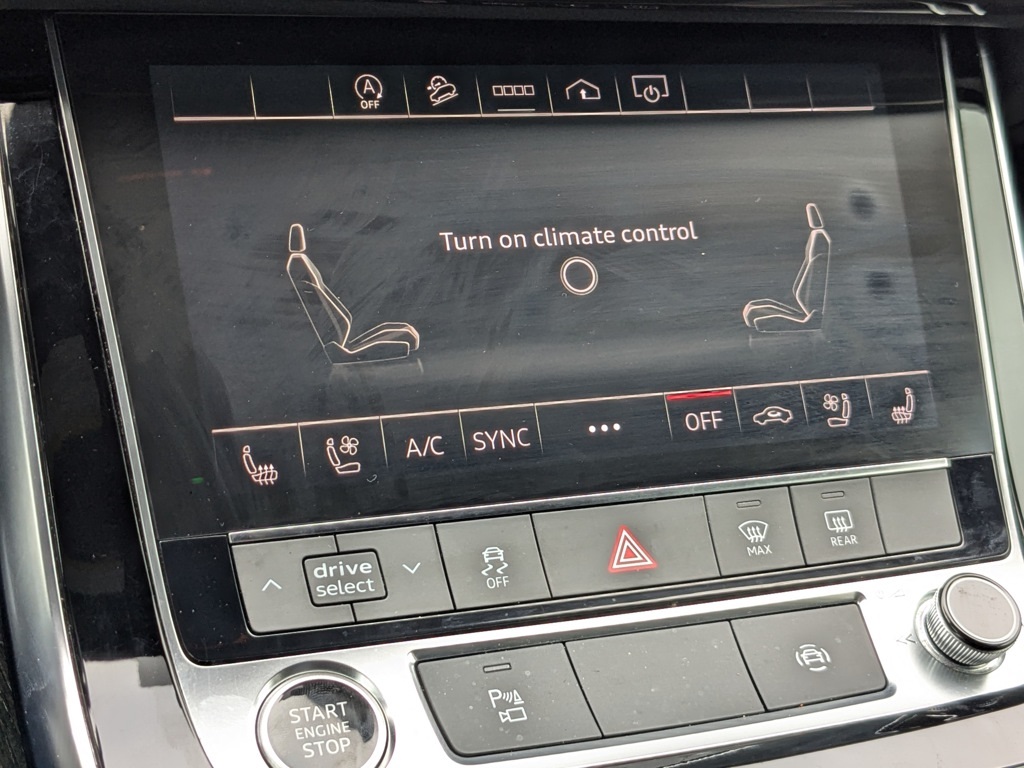 A
OFF
Turn on climate control
A/C
SYNC
OFF
drive
select
OFF
MAX
REAR
START
ENGINE
STOP
P